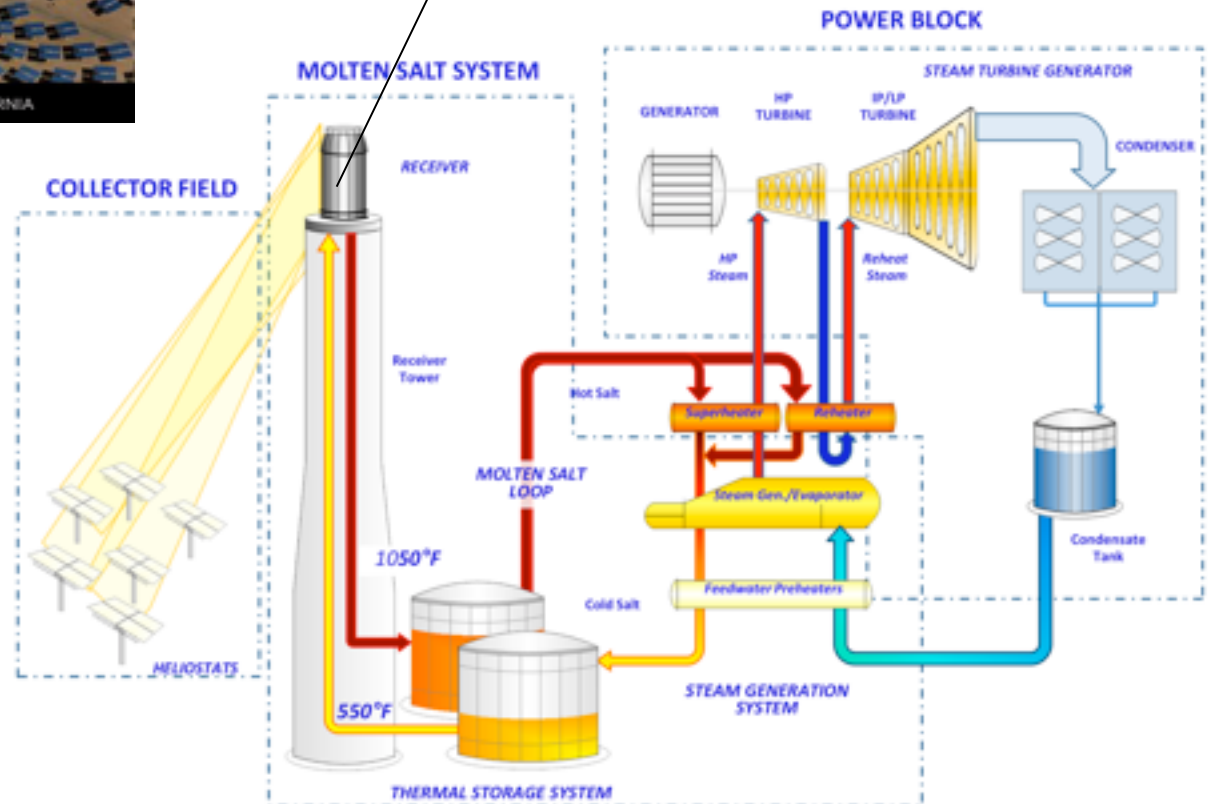 RNIA
POWER BLOCK
MOLTEN SALT SYSTEM
STEAM TURBINE GENERATOR
GENERATOR
HP
TURBINE
IP/LP
TURBINE
CONDENSER
RECEIVER
COLLECTOR FIELD
HP
Steam
Reheat
Steam
Receiver
Tower
Hot Salt
Superheater
Reheater
MOLTEN SALT
LOOP
Steam Gen./Evaporator
Condensate
Tank
1050°F
Cold Salt
Feedwater Preheaters
HELIOSTATS
STEAM GENERATION
SYSTEM
550°F
THERMAL STORAGE SYSTEM